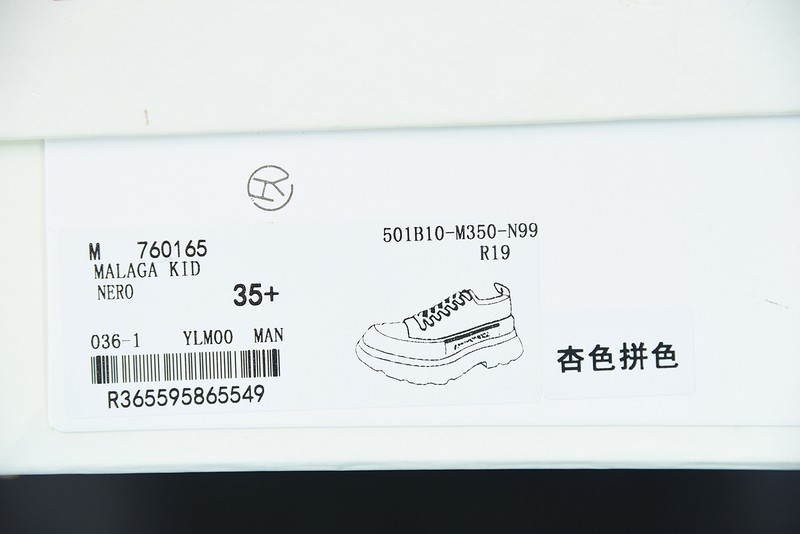 M 760165
MALAGA KID
NERO
35+
036-1 YLM00 MAN
R365595865549
501B10-M350-N99
R19
杏色拼色